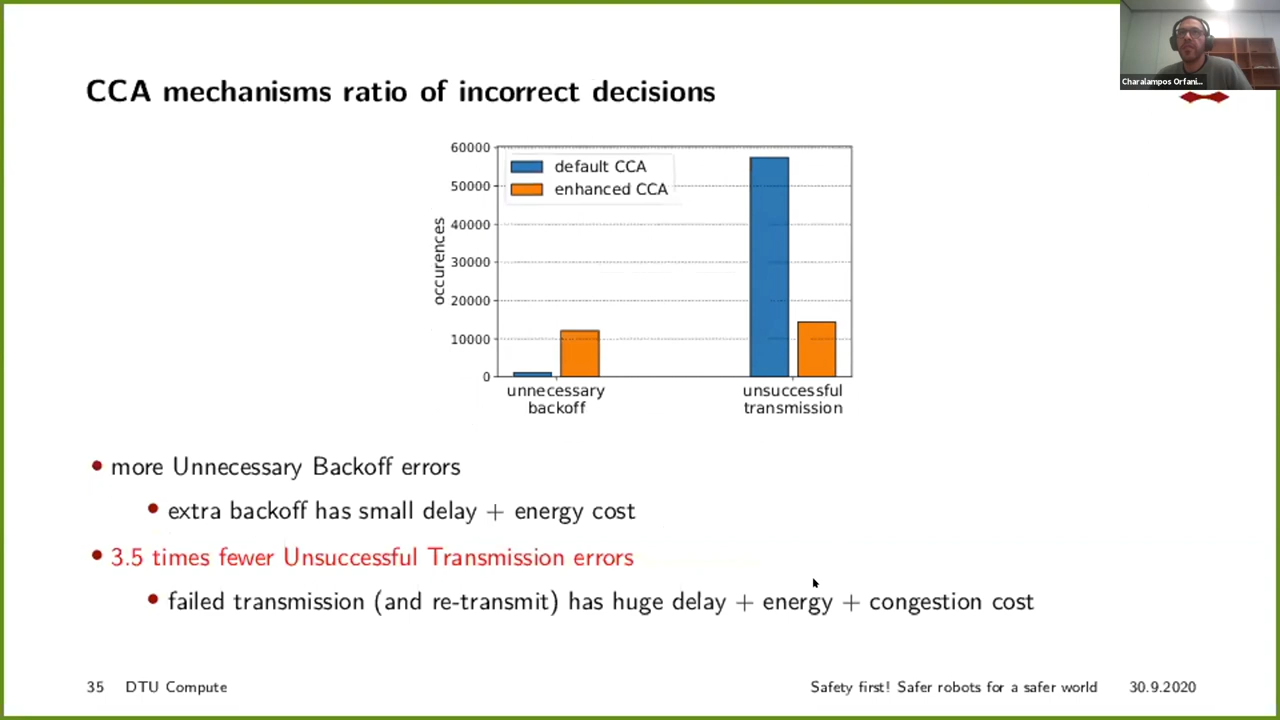 Charalampos Orfani...
CCA mechanisms ratio of incorrect decisions
60000
50000
40000
30000
20000
10000
0
occurences
default CCA
enhanced CCA
unnecessary
backoff
unsuccessful
transmission
• more Unnecessary Backoff errors
• extra backoff has small delay + energy cost
• 3.5 times fewer Unsuccessful Transmission errors
• failed transmission (and re-transmit) has huge delay + energy + congestion cost
35 DTU Compute Safety first! Safer robots for a safer world 30.9.2020